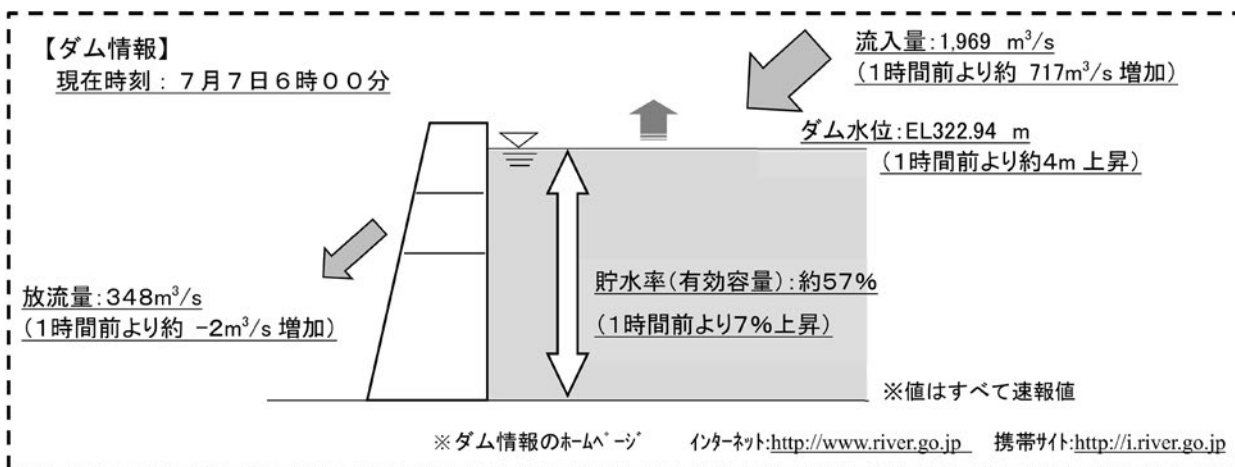 【ダム情報】
現在時刻：７月７日６時００分
流入量：1,969 m³/s
（1時間前より約 717m³/s 増加）
ダム水位：EL322.94 m
（1時間前より約4m 上昇）
放流量：348m³/s
（1時間前より約 -2m³/s 増加）
貯水率（有効容量）：約57%
（1時間前より7%上昇）
※値はすべて速報値
※ダム情報のﾎｰﾑﾍﾟｰｼﾞ ｲﾝﾀｰﾈｯﾄ:http://www.river.go.jp 携帯サイト:http://i.river.go.jp